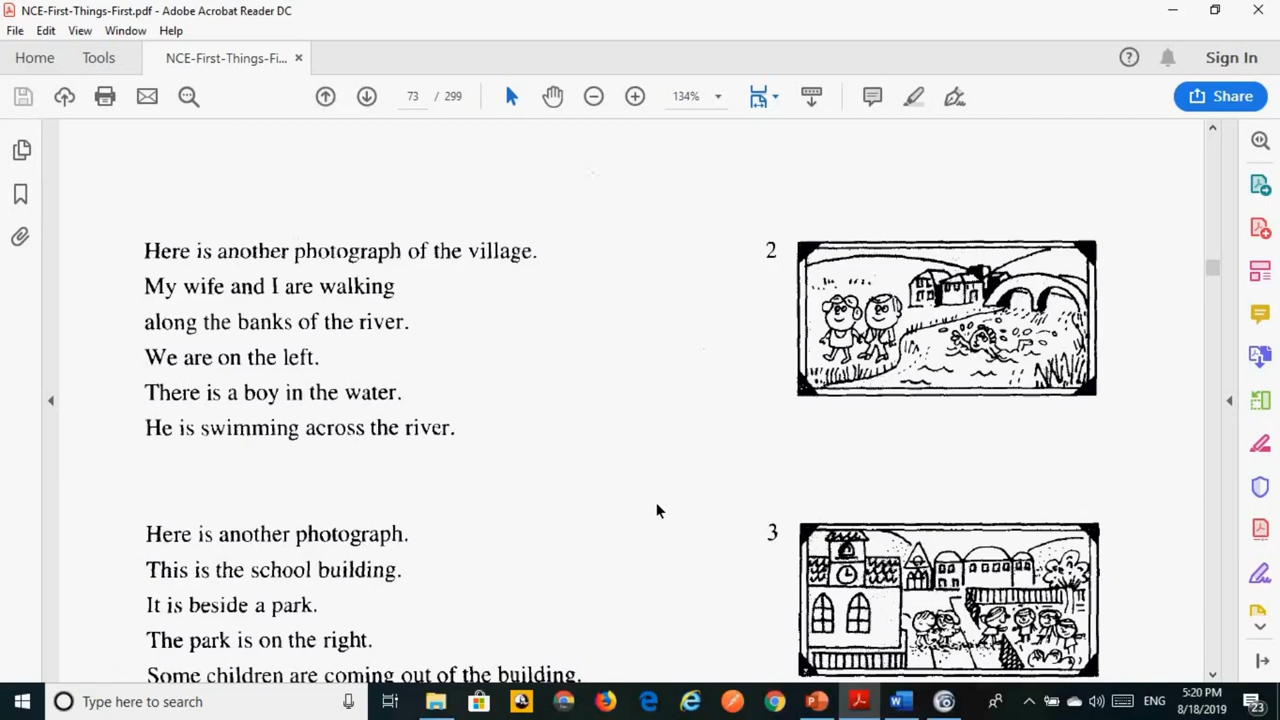 NCE-First-Things-First.pdf - Adobe Acrobat Reader DC
File Edit View Window Help
Home Tools NCE-First-Things-Fi... Sign In
73 / 299 134% Share
Here is another photograph of the village. 2
My wife and I are walking
along the banks of the river.
We are on the left.
There is a boy in the water.
He is swimming across the river.
Here is another photograph. 3
This is the school building.
It is beside a park.
The park is on the right.
Some children are coming out of the building.
Type here to search ENG 5:20 PM
8/18/2019 23